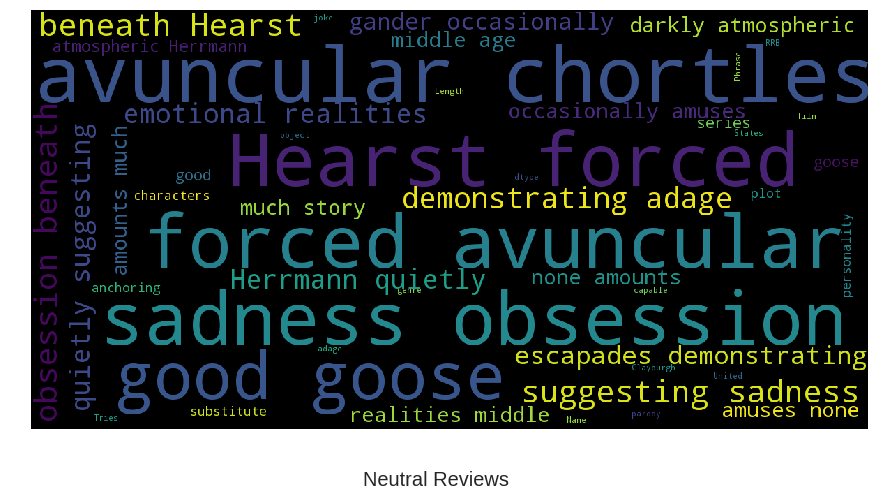 beneath Hearst
joke
gander occasionally
darkly atmospheric
atmospheric Herrmann
middle age
RRB
avuncular chortles
Phrase
Length
emotional realities
occasionally amuses
film
series
States
object
Hearst forced
goose
good
dtype
characters
demonstrating adage
plot
much story
obsession beneath
quietly suggesting
amounts much
forced avuncular
personality
Herrmann quietly
none amounts
anchoring
genre
capable
sadness obsession
adage
escapades demonstrating
good goose
Clayburgh
United
suggesting sadness
substitute
realities middle
parody
amuses none
Tries
Name
Neutral Reviews